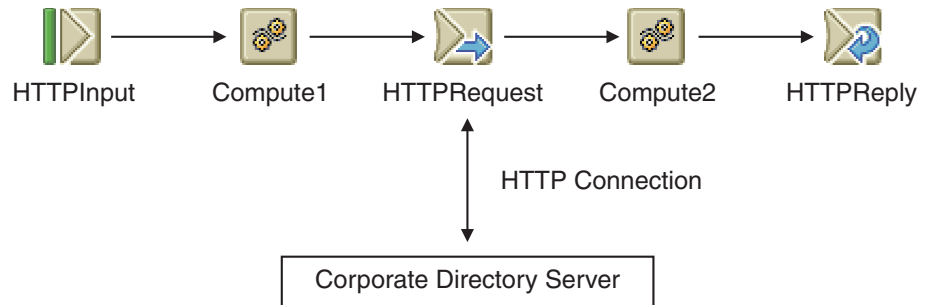 HTTPInput
Compute1
HTTPRequest
Compute2
HTTPReply
HTTP Connection
Corporate Directory Server